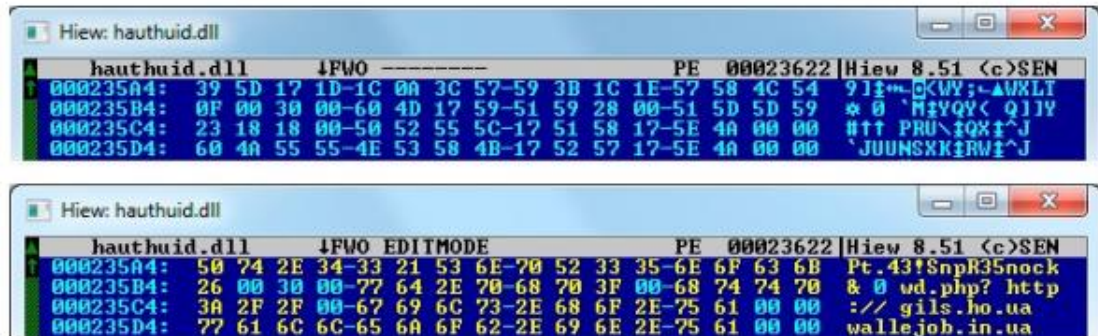 Hiew: hauthuid.dll
hauthuid.dll ↓FWO -------- PE 00023622|Hiew 8.51 (c)SEN
000235A4: 39 5D 17 1D-1C 0A 3C 57-59 3B 1C 1E-57 58 4C 54 9]↨↔∟◙<WY;∟▲WXLT
000235B4: 0F 00 30 00-60 4D 17 59-51 59 28 00-51 5D 5D 59 ☼ 0 `M↨YQY( Q]]Y
000235C4: 23 18 18 00-50 52 55 5C-17 51 58 17-5E 4A 00 00 #↑↑ PRU\↨QX↨^J
000235D4: 60 4A 55 55-4E 53 58 4B-17 52 57 17-5E 4A 00 00 `JUUNSXK↨RW↨^J
Hiew: hauthuid.dll
hauthuid.dll ↓FWO EDITMODE PE 00023622|Hiew 8.51 (c)SEN
000235A4: 50 74 2E 34-33 21 53 6E-70 52 33 35-6E 6F 63 6B Pt.43!SnpR35nock
000235B4: 26 00 30 00-77 64 2E 70-68 70 3F 00-68 74 74 70 & 0 wd.php? http
000235C4: 3A 2F 2F 00-67 69 6C 73-2E 68 6F 2E-75 61 00 00 :// gils.ho.ua
000235D4: 77 61 6C 6C-65 6A 6F 62-2E 69 6E 2E-75 61 00 00 wallejob.in.ua